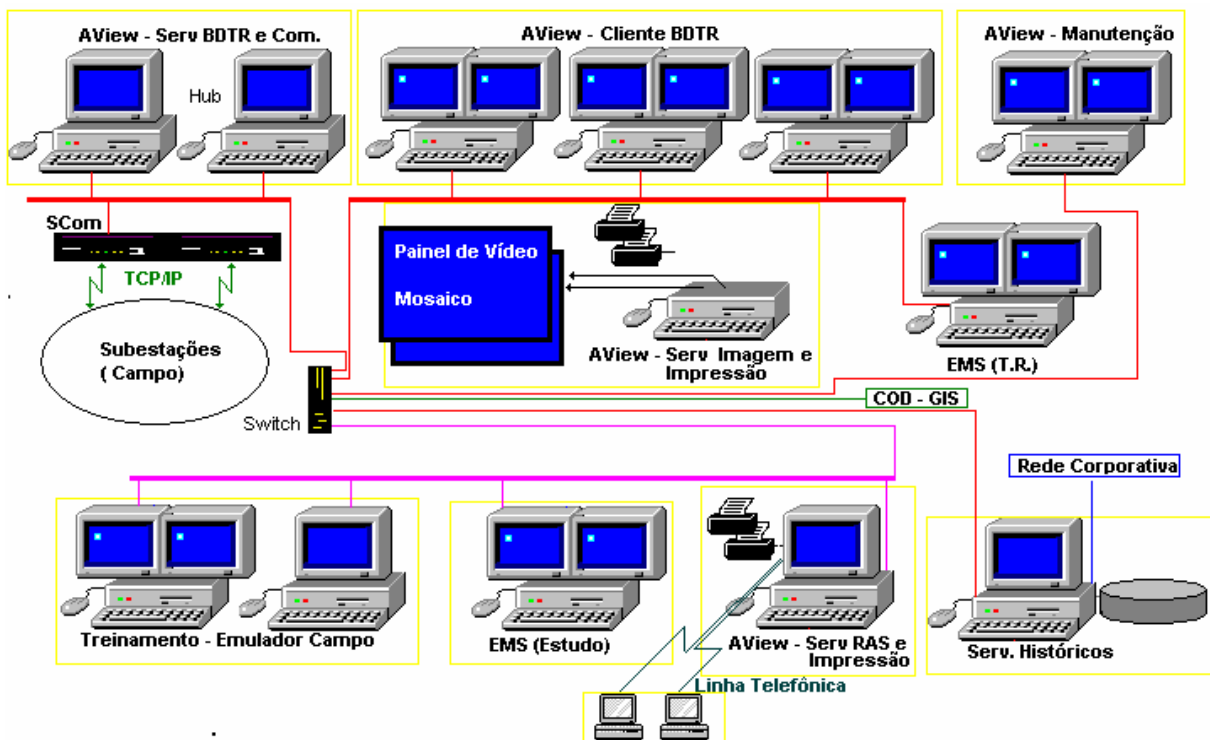 AView - Serv BDTR e Com.
AView - Cliente BDTR
AView - Manutenção
Hub
SCom
TCP/IP
Subestações
( Campo)
Painel de Vídeo
Mosaico
AView - Serv Imagem e
Impressão
EMS (T.R.)
Switch
COD - GIS
Rede Corporativa
Treinamento - Emulador Campo
EMS (Estudo)
AView - Serv RAS e
Impressão
Serv. Históricos
Linha Telefônica